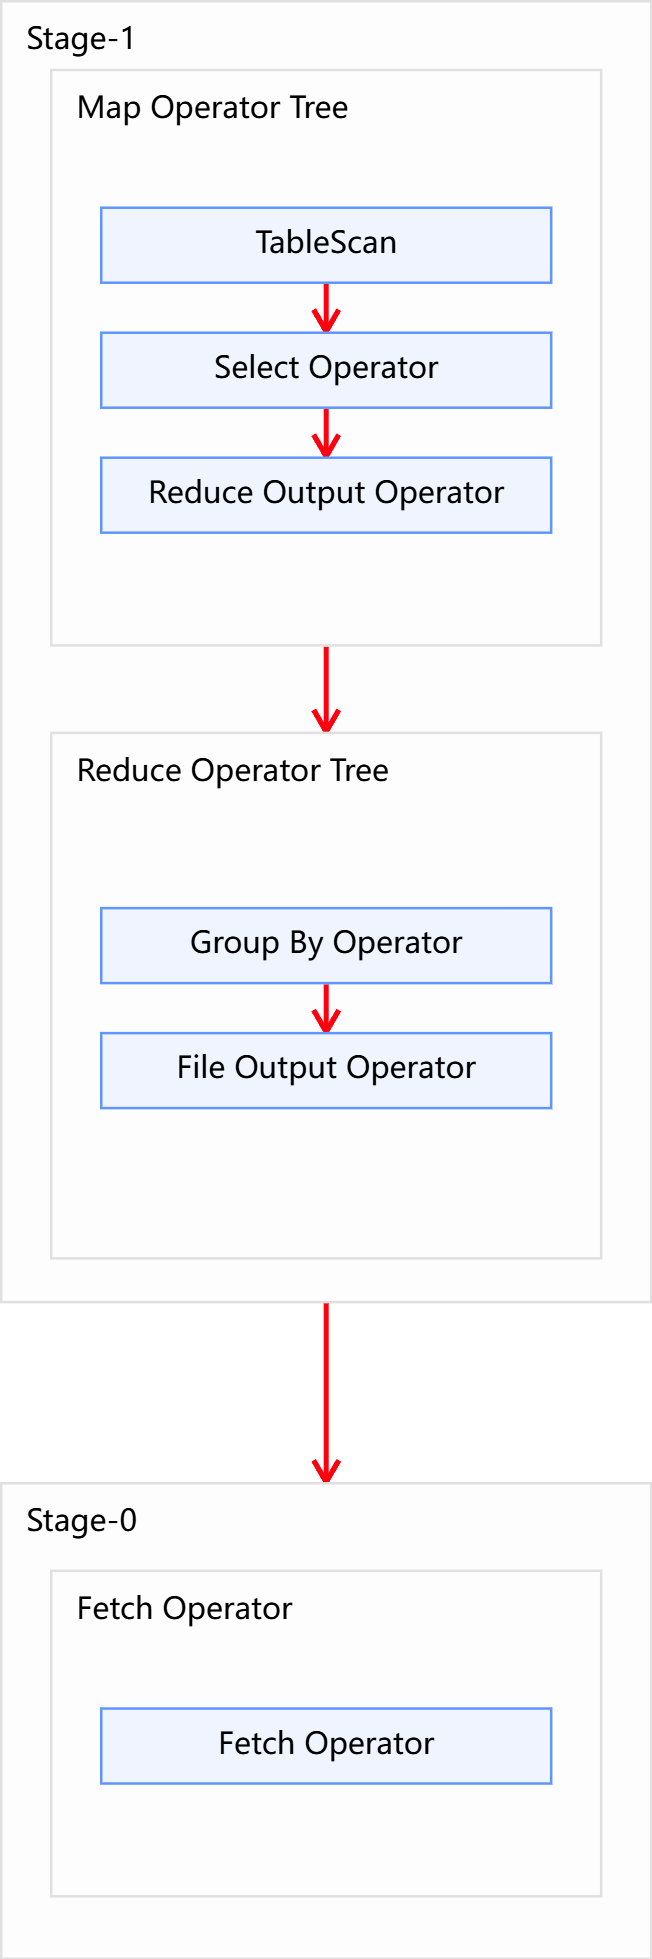 Stage-1
Map Operator Tree
TableScan
Select Operator
Reduce Output Operator
Reduce Operator Tree
Group By Operator
File Output Operator
Stage-0
Fetch Operator
Fetch Operator